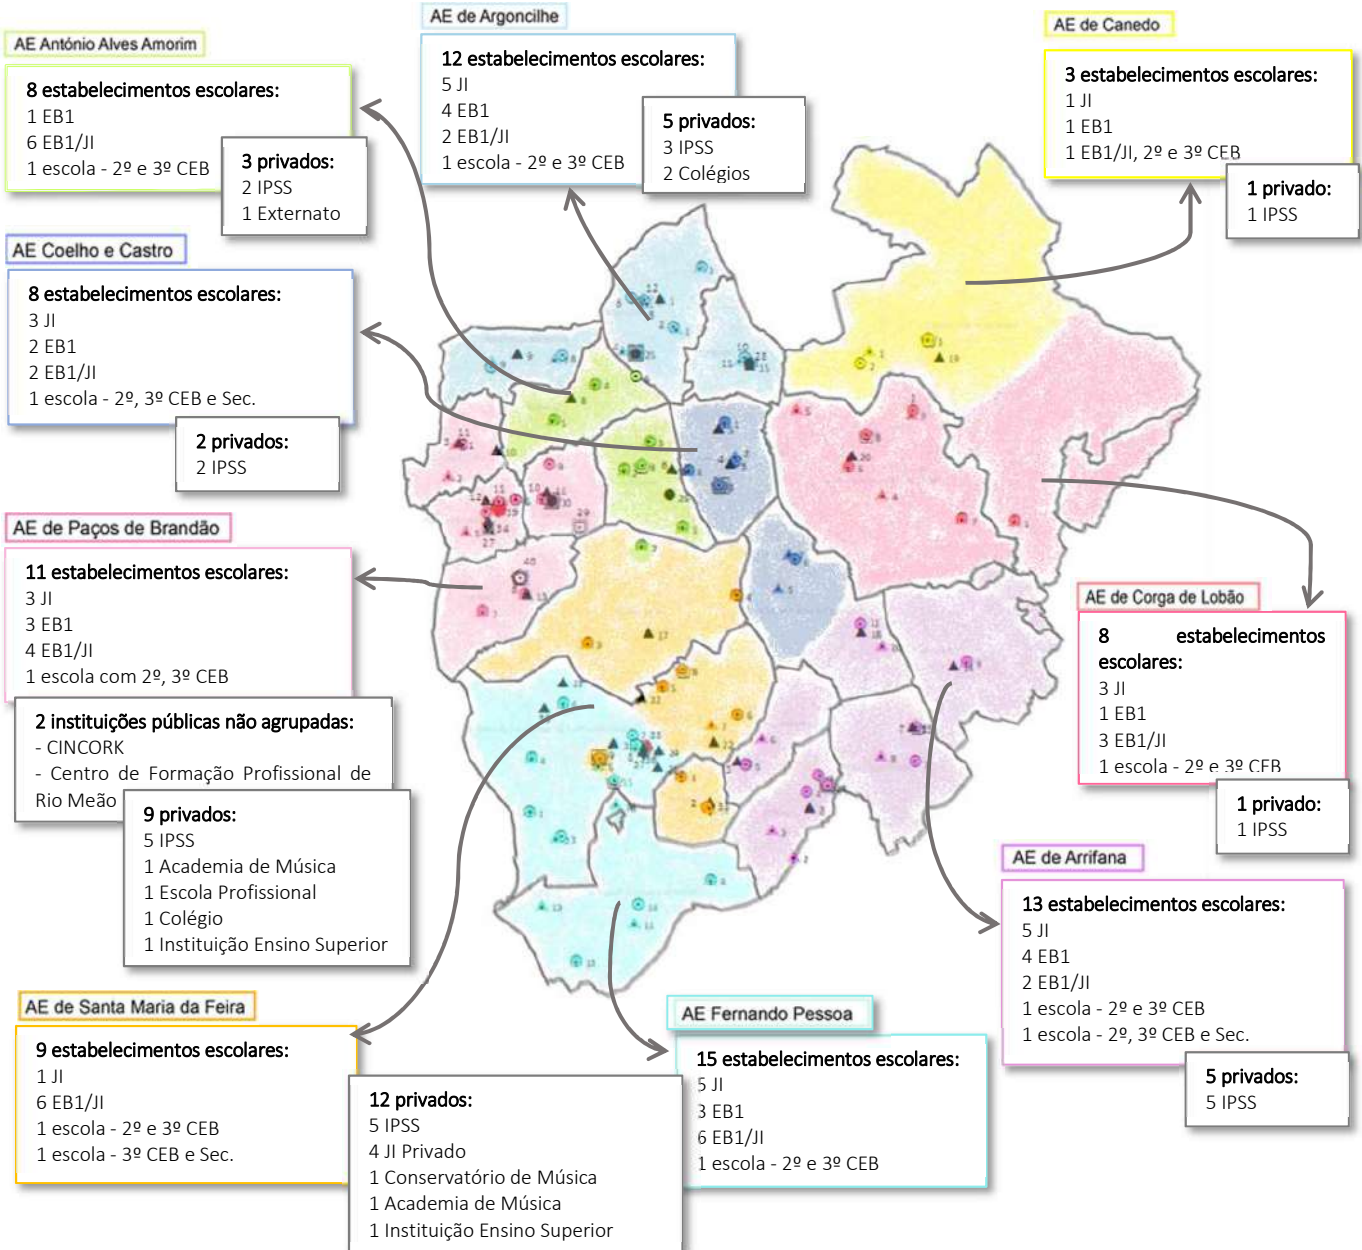 AE António Alves Amorim
8 estabelecimentos escolares:
1 EB1
6 EB1/JI
1 escola - 2º e 3º CEB
3 privados:
2 IPSS
1 Externato
AE de Argoncilhe
12 estabelecimentos escolares:
5 JI
4 EB1
2 EB1/JI
1 escola - 2º e 3º CEB
5 privados:
3 IPSS
2 Colégios
AE de Canedo
3 estabelecimentos escolares:
1 JI
1 EB1
1 EB1/JI, 2º e 3º CEB
1 privado:
1 IPSS
AE Coelho e Castro
8 estabelecimentos escolares:
3 JI
2 EB1
2 EB1/JI
1 escola - 2º, 3º CEB e Sec.
2 privados:
2 IPSS
AE de Paços de Brandão
11 estabelecimentos escolares:
3 JI
3 EB1
4 EB1/JI
1 escola com 2º, 3º CEB
2 instituições públicas não agrupadas:
- CINCORK
- Centro de Formação Profissional de
Rio Meão
9 privados:
5 IPSS
1 Academia de Música
1 Escola Profissional
1 Colégio
1 Instituição Ensino Superior
AE de Corga de Lobão
8 estabelecimentos
escolares:
3 JI
1 EB1
3 EB1/JI
1 escola - 2º e 3º CEB
1 privado:
1 IPSS
AE de Arrifana
13 estabelecimentos escolares:
5 JI
4 EB1
2 EB1/JI
1 escola - 2º e 3º CEB
1 escola - 2º, 3º CEB e Sec.
5 privados:
5 IPSS
AE de Santa Maria da Feira
9 estabelecimentos escolares:
1 JI
6 EB1/JI
1 escola - 2º e 3º CEB
1 escola - 3º CEB e Sec.
12 privados:
5 IPSS
4 JI Privado
1 Conservatório de Música
1 Academia de Música
1 Instituição Ensino Superior
AE Fernando Pessoa
15 estabelecimentos escolares:
5 JI
3 EB1
6 EB1/JI
1 escola - 2º e 3º CEB